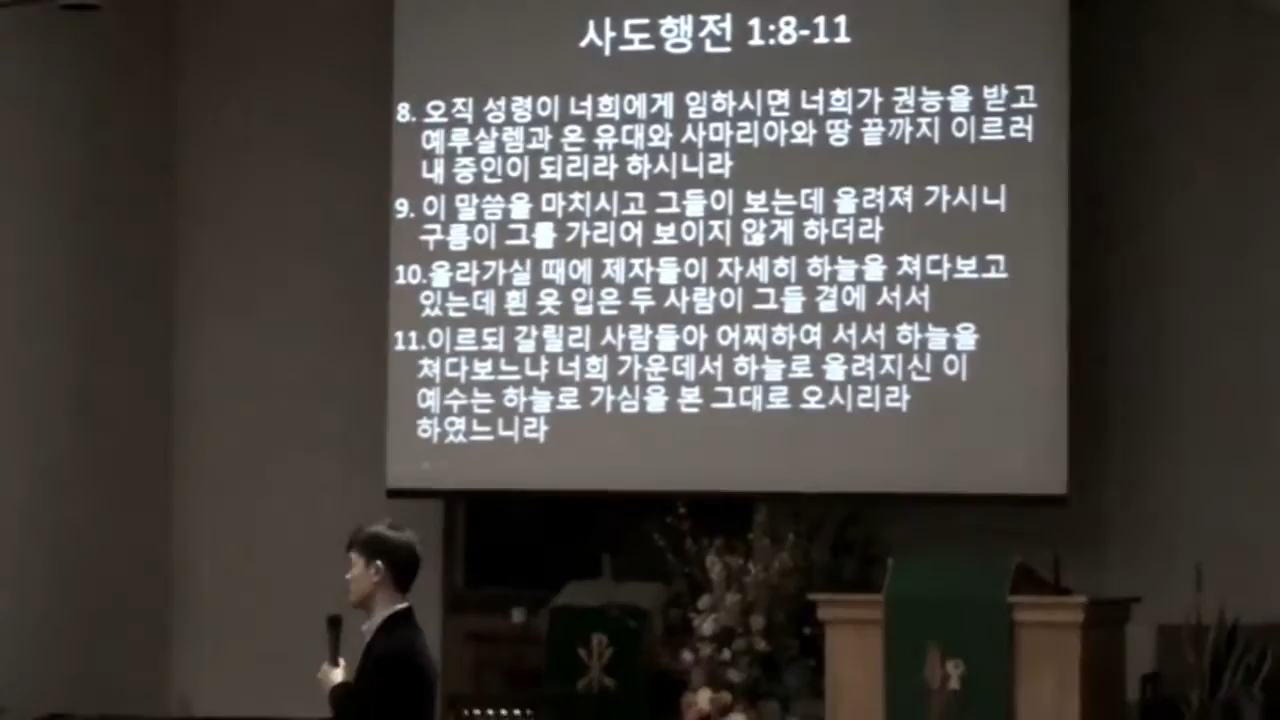 사도행전 1:8-11
8. 오직 성령이 너희에게 임하시면 너희가 권능을 받고
예루살렘과 온 유대와 사마리아와 땅 끝까지 이르러
내 증인이 되리라 하시니라
9. 이 말씀을 마치시고 그들이 보는데 올려져 가시니
구름이 그를 가리어 보이지 않게 하더라
10.올라가실 때에 제자들이 자세히 하늘을 쳐다보고
있는데 흰 옷 입은 두 사람이 그들 곁에 서서
11.이르되 갈릴리 사람들아 어찌하여 서서 하늘을
쳐다보느냐 너희 가운데서 하늘로 올려지신 이
예수는 하늘로 가심을 본 그대로 오시리라
하였느니라